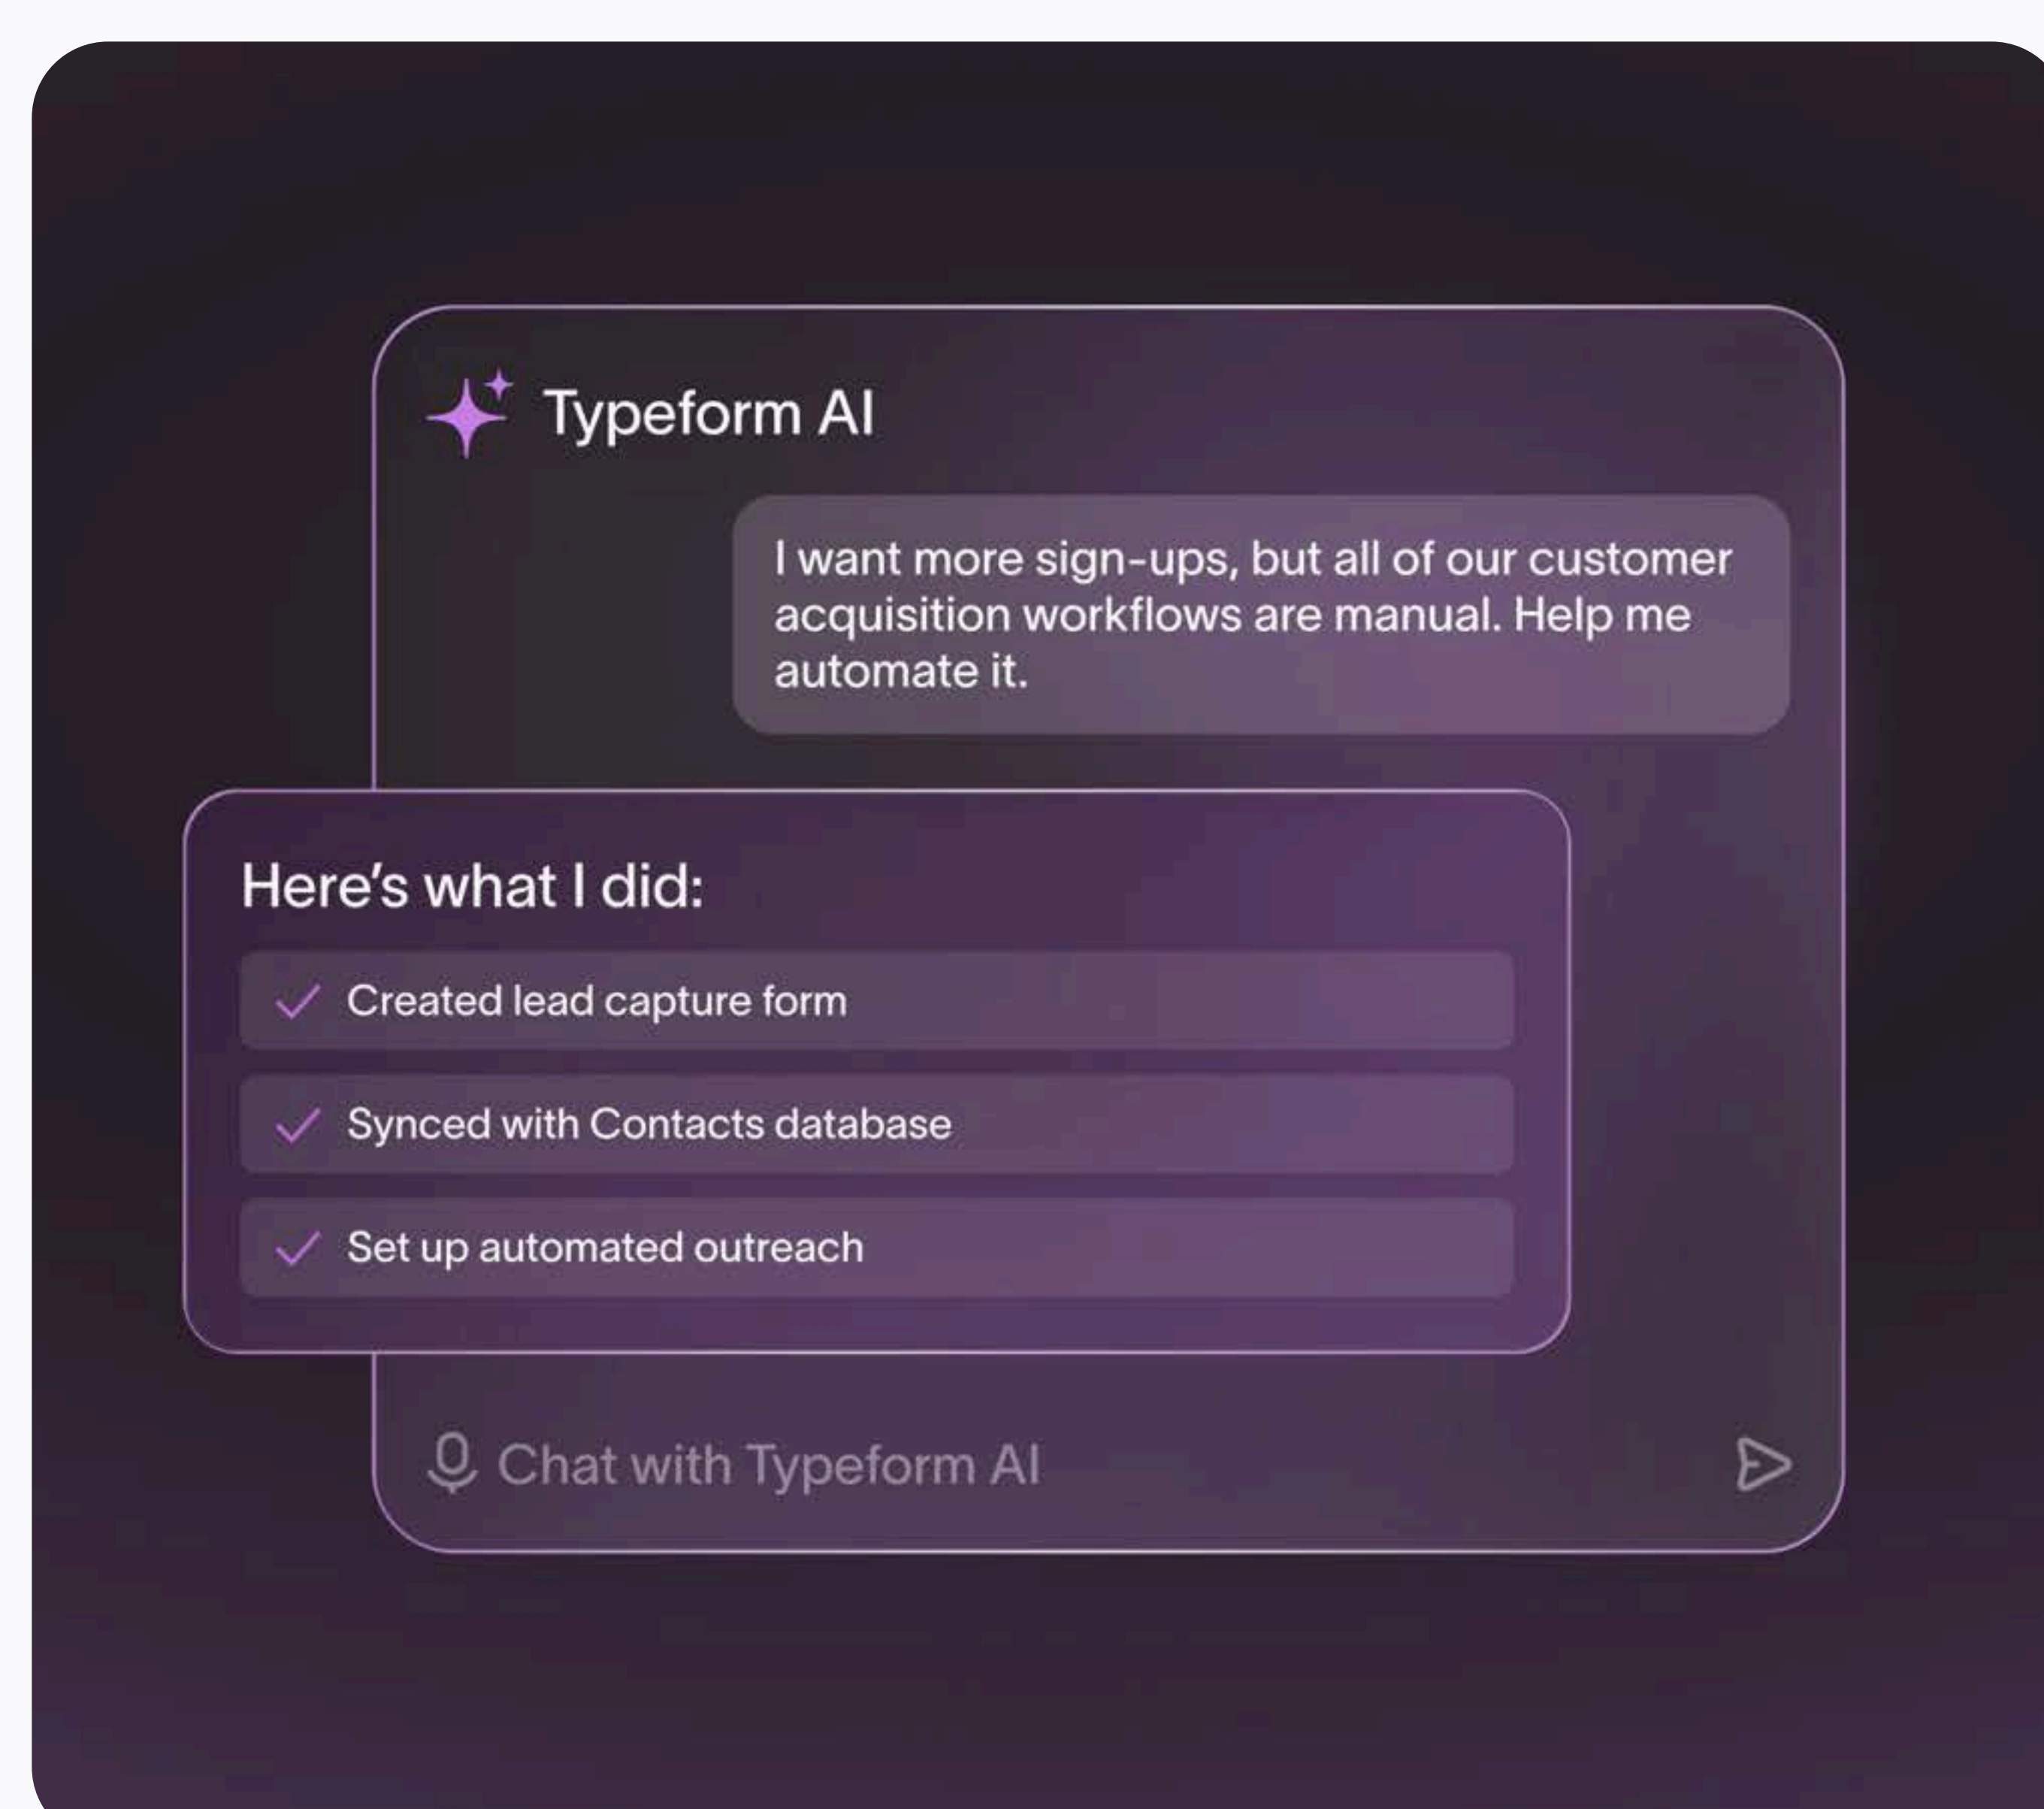 Typeform AI
I want more sign-ups, but all of our customer
acquisition workflows are manual. Help me
automate it.
Here’s what I did:
Created lead capture form
Synced with Contacts database
Set up automated outreach
Chat with Typeform AI